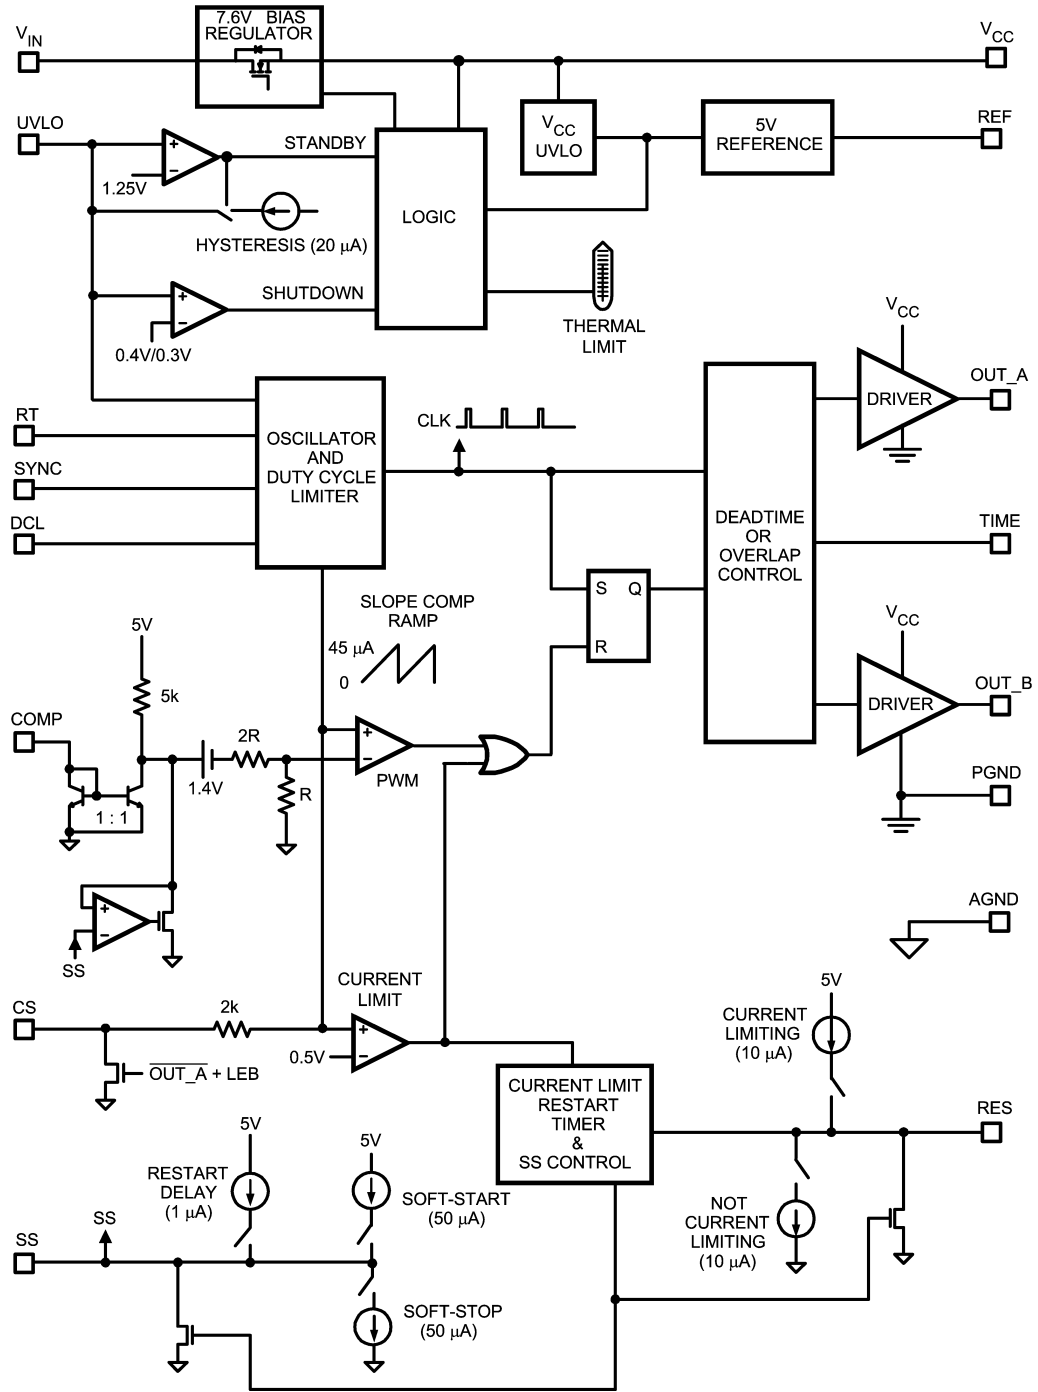 7.6V BIAS
REGULATOR
VIN
VCC
UVLO
REF
VCC
UVLO
5V
REFERENCE
+
−
1.25V
STANDBY
LOGIC
HYSTERESIS (20 μA)
SHUTDOWN
+
−
0.4V/0.3V
THERMAL
LIMIT
VCC
OUT_A
DRIVER
RT
SYNC
DCL
OSCILLATOR
AND
DUTY CYCLE
LIMITER
CLK
DEADTIME
OR
OVERLAP
CONTROL
TIME
S Q
R
SLOPE COMP
RAMP
45 μA
0
VCC
OUT_B
DRIVER
5V
5k
COMP
1.4V
2R
R
+
−
PWM
1 : 1
PGND
AGND
+
−
SS
CURRENT
LIMIT
CS
2k
+
−
0.5V
OUT_A + LEB
5V
CURRENT
LIMITING
(10 μA)
CURRENT LIMIT
RESTART
TIMER
&
SS CONTROL
RES
5V
RESTART
DELAY
(1 μA)
5V
SOFT-START
(50 μA)
NOT
CURRENT
LIMITING
(10 μA)
SS
SS
SOFT-STOP
(50 μA)